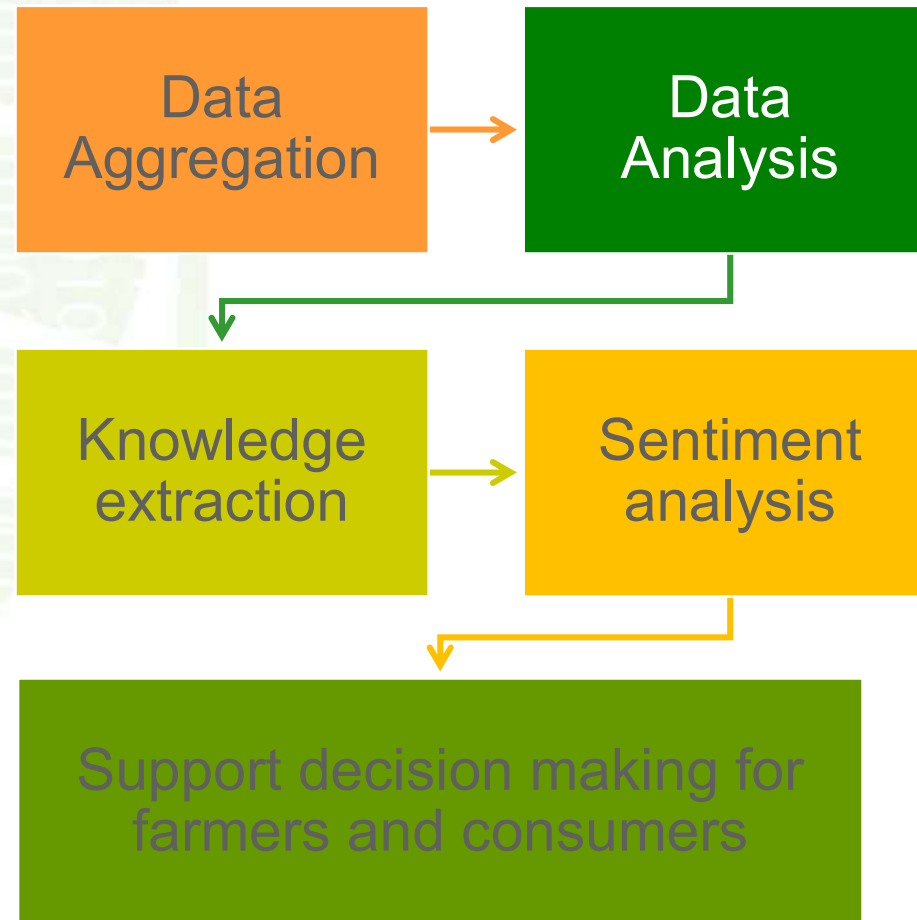 Data
Aggregation
Data
Analysis
Knowledge
extraction
Sentiment
analysis
Support decision making for
farmers and consumers